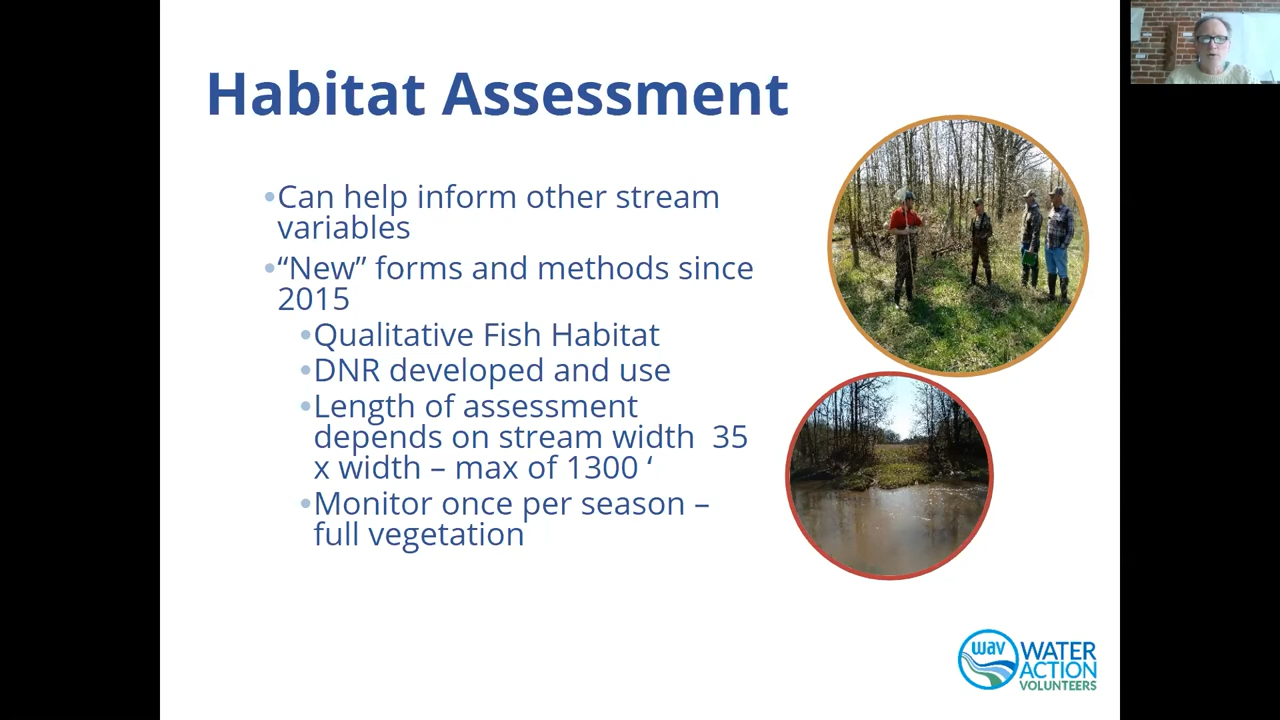 Habitat Assessment
•Can help inform other stream
variables
•“New” forms and methods since
2015
•Qualitative Fish Habitat
•DNR developed and use
•Length of assessment
depends on stream width  35
x width – max of 1300 ‘
•Monitor once per season –
full vegetation
wav
WATER
ACTION
VOLUNTEERS